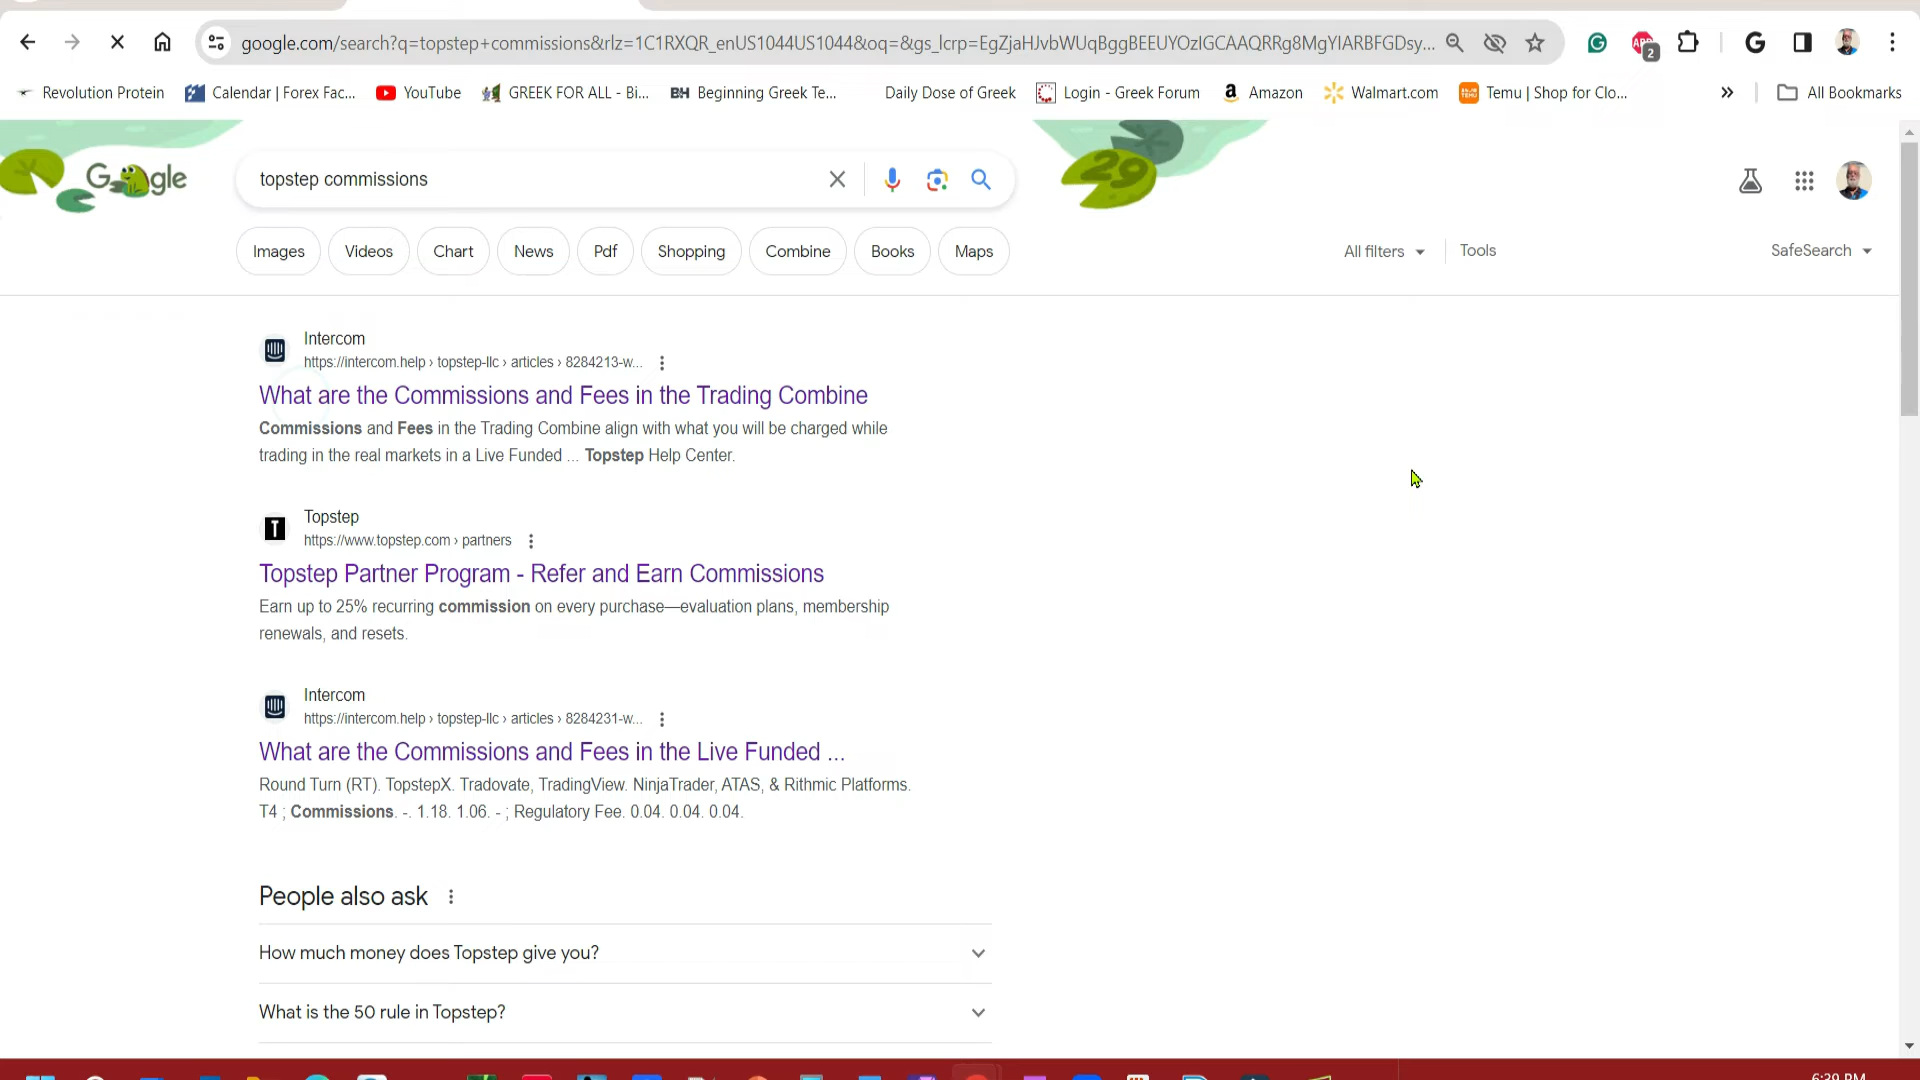 google.com/search?q=topstep+commissions&rlz=1C1RXQR_enUS1044US1044&oq=&gs_lcrp=EgZjaHJvbWUqBggBEEUYOzIGCAAQRRg8MgYIARBFGDsy...
2
Revolution Protein
Calendar | Forex Fac...
YouTube
GREEK FOR ALL - Bi...
BH Beginning Greek Te...
Daily Dose of Greek
Login - Greek Forum
Amazon
Walmart.com
Temu | Shop for Clo...
All Bookmarks
Google
topstep commissions
29
Images
Videos
Chart
News
Pdf
Shopping
Combine
Books
Maps
All filters
Tools
SafeSearch
Intercom
https://intercom.help › topstep-llc › articles › 8284213-w...
What are the Commissions and Fees in the Trading Combine
Commissions and Fees in the Trading Combine align with what you will be charged while
trading in the real markets in a Live Funded ... Topstep Help Center.
Topstep
https://www.topstep.com › partners
Topstep Partner Program - Refer and Earn Commissions
Earn up to 25% recurring commission on every purchase—evaluation plans, membership
renewals, and resets.
Intercom
https://intercom.help › topstep-llc › articles › 8284231-w...
What are the Commissions and Fees in the Live Funded ...
Round Turn (RT). TopstepX. Tradovate, TradingView. NinjaTrader, ATAS, & Rithmic Platforms.
T4 ; Commissions. -. 1.18. 1.06. - ; Regulatory Fee. 0.04. 0.04. 0.04.
People also ask
How much money does Topstep give you?
What is the 50 rule in Topstep?
6:39 PM